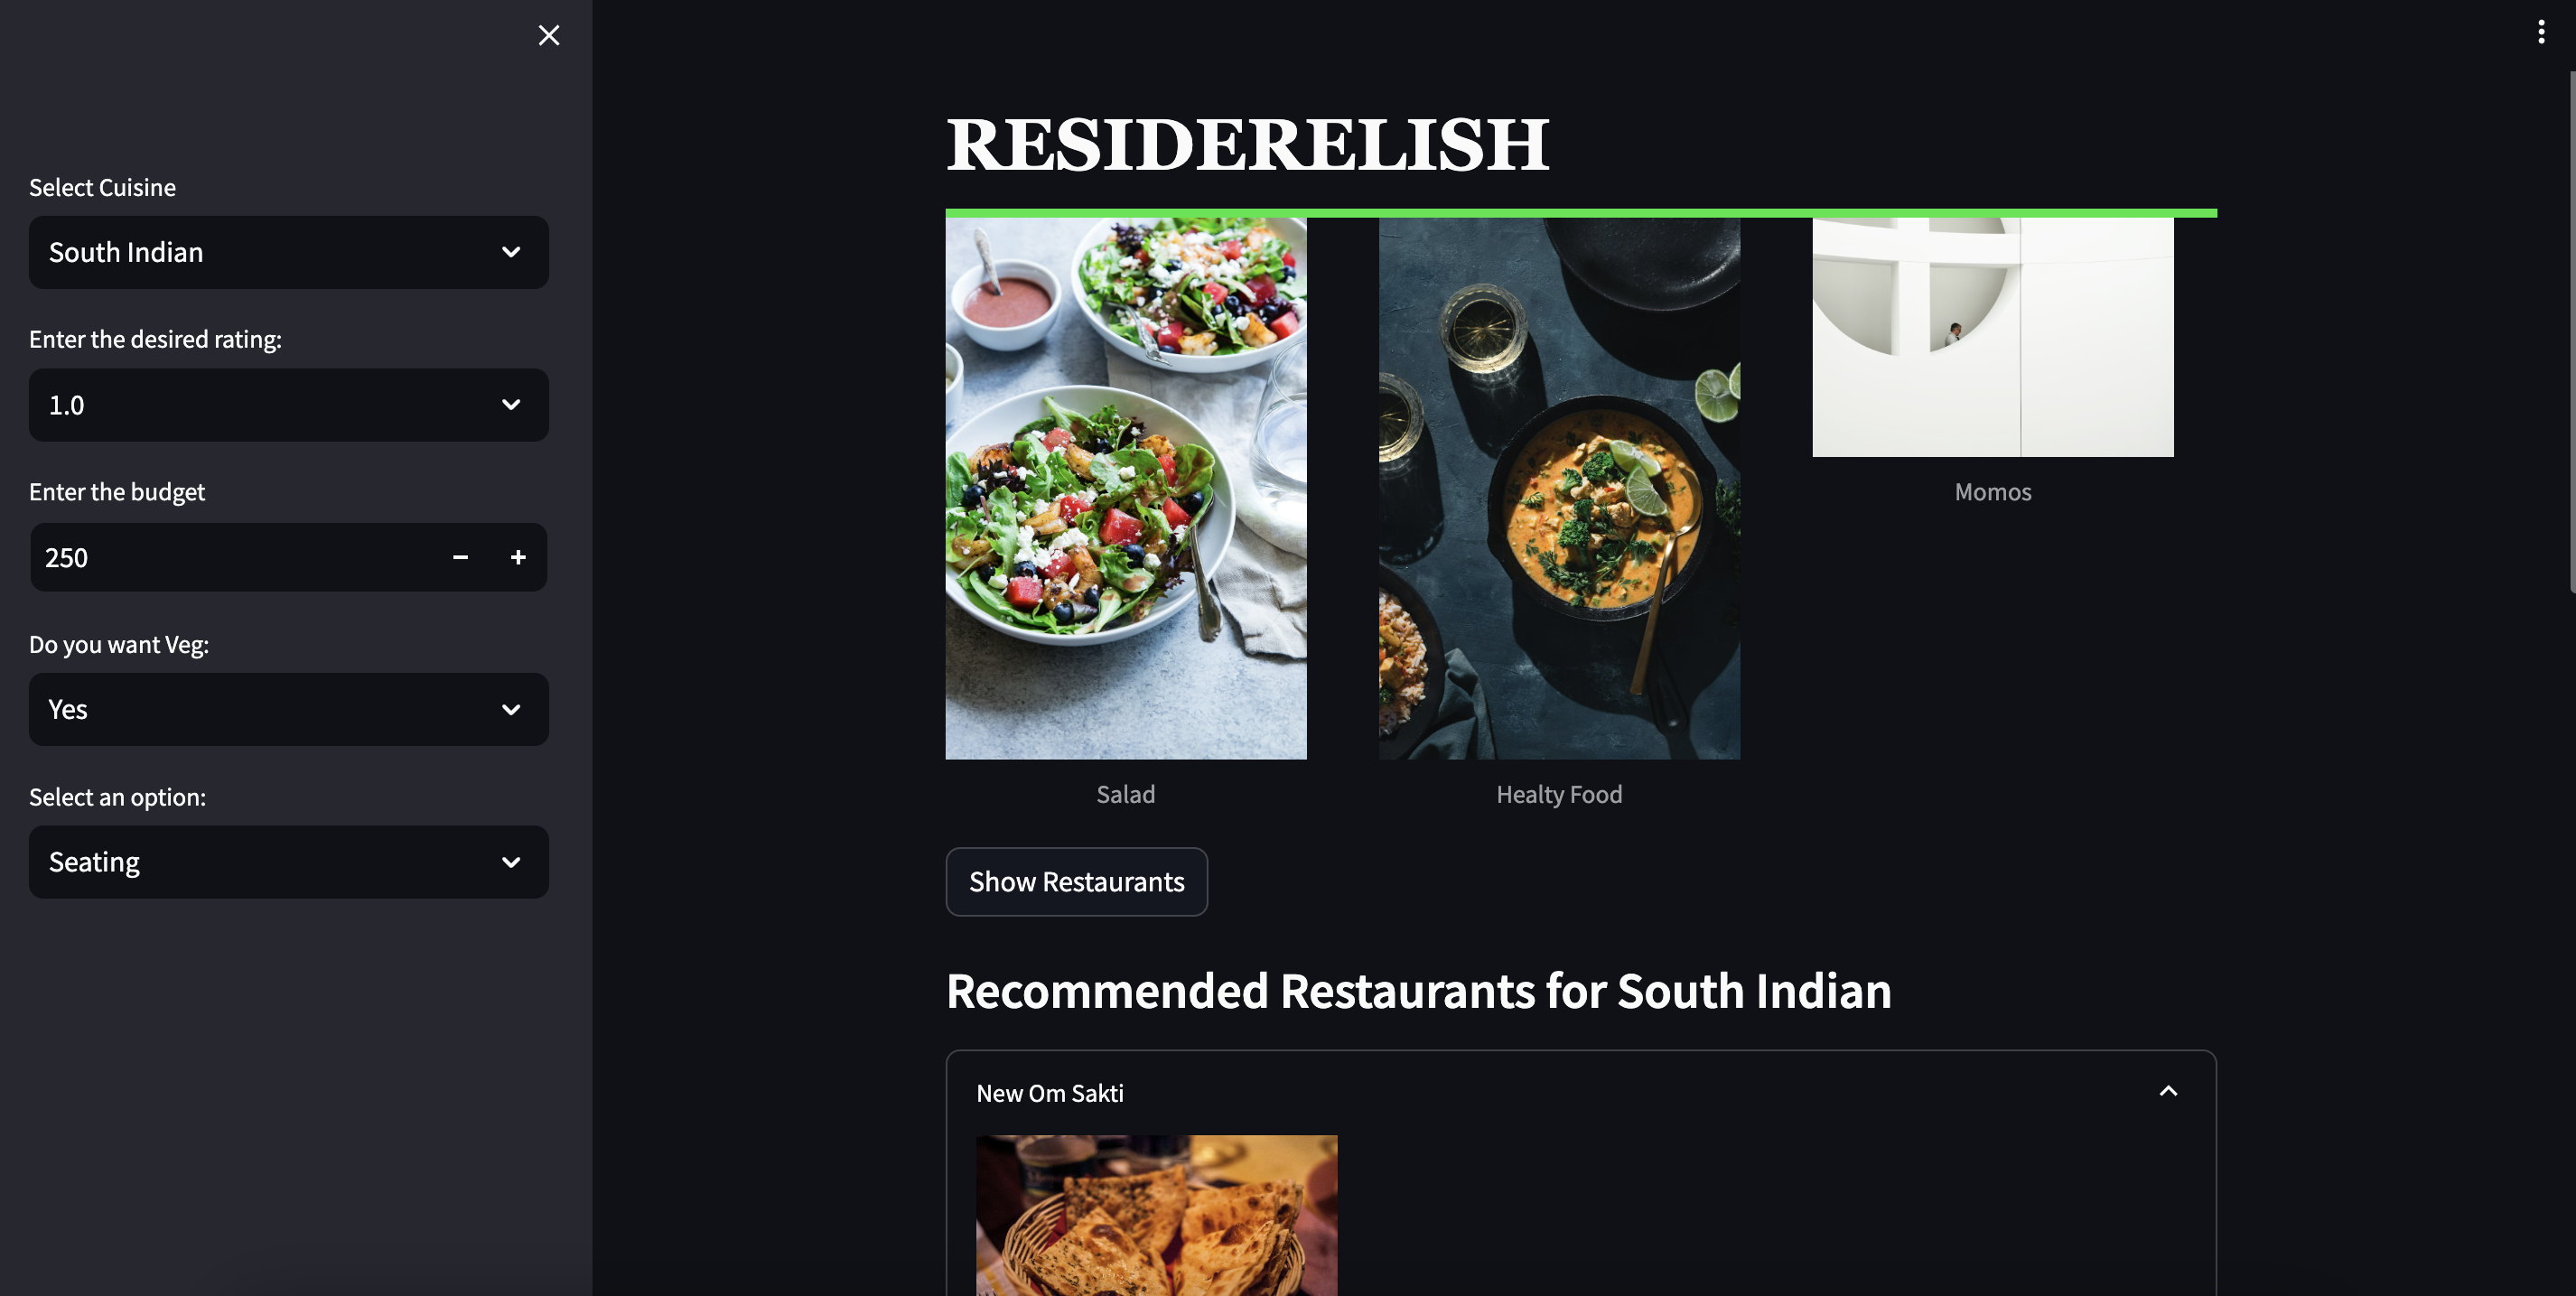 Select Cuisine
South Indian
Enter the desired rating:
1.0
Enter the budget
250
Do you want Veg:
Yes
Select an option:
Seating
RESIDERELISH
Salad
Healty Food
Momos
Show Restaurants
Recommended Restaurants for South Indian
New Om Sakti